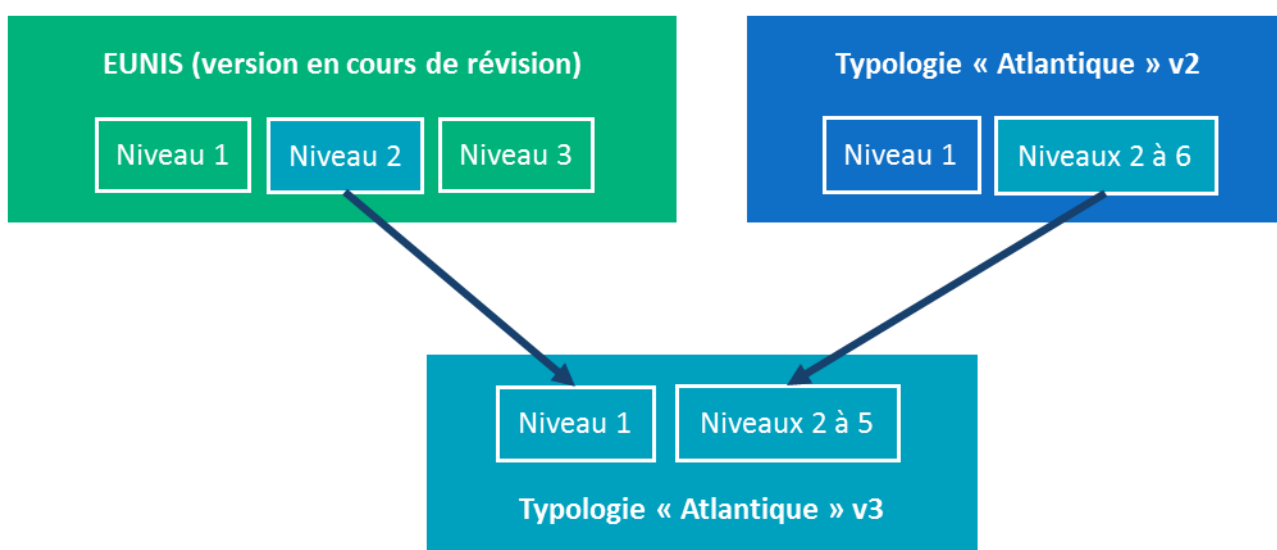 EUNIS (version en cours de révision)
Niveau 1
Niveau 2
Niveau 3
Typologie « Atlantique » v2
Niveau 1
Niveaux 2 à 6
Niveau 1
Niveaux 2 à 5
Typologie « Atlantique » v3